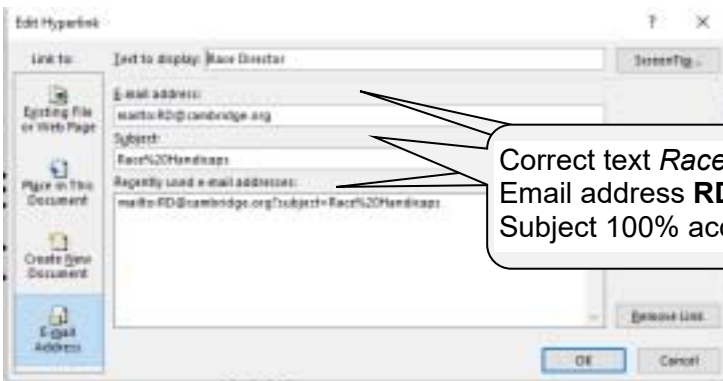 Edit Hyperlink ? ×
Link to: Text to display: Race Director ScreenTip...
E-mail address:
Existing File or Web Page
mailto:RD@cambridge.org
Subject:
Race%20Handicaps
Place in This Document
Recently used e-mail addresses:
mailto:RD@cambridge.org?subject=Race%20Handicaps
Create New Document
E-mail Address
Remove Link
OK Cancel
Correct text Race
Email address RD
Subject 100% acc